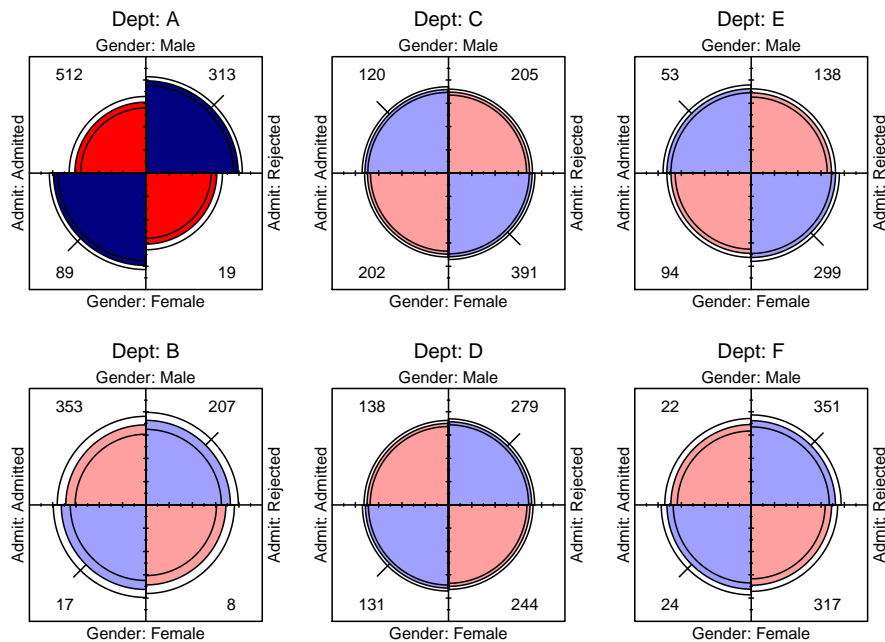 Dept: A
Gender: Male
512 313
Admit: Admitted
Admit: Rejected
89 19
Gender: Female
Dept: C
Gender: Male
120 205
Admit: Admitted
Admit: Rejected
202 391
Gender: Female
Dept: E
Gender: Male
53 138
Admit: Admitted
Admit: Rejected
94 299
Gender: Female
Dept: B
Gender: Male
353 207
Admit: Admitted
Admit: Rejected
17 8
Gender: Female
Dept: D
Gender: Male
138 279
Admit: Admitted
Admit: Rejected
131 244
Gender: Female
Dept: F
Gender: Male
22 351
Admit: Admitted
Admit: Rejected
24 317
Gender: Female